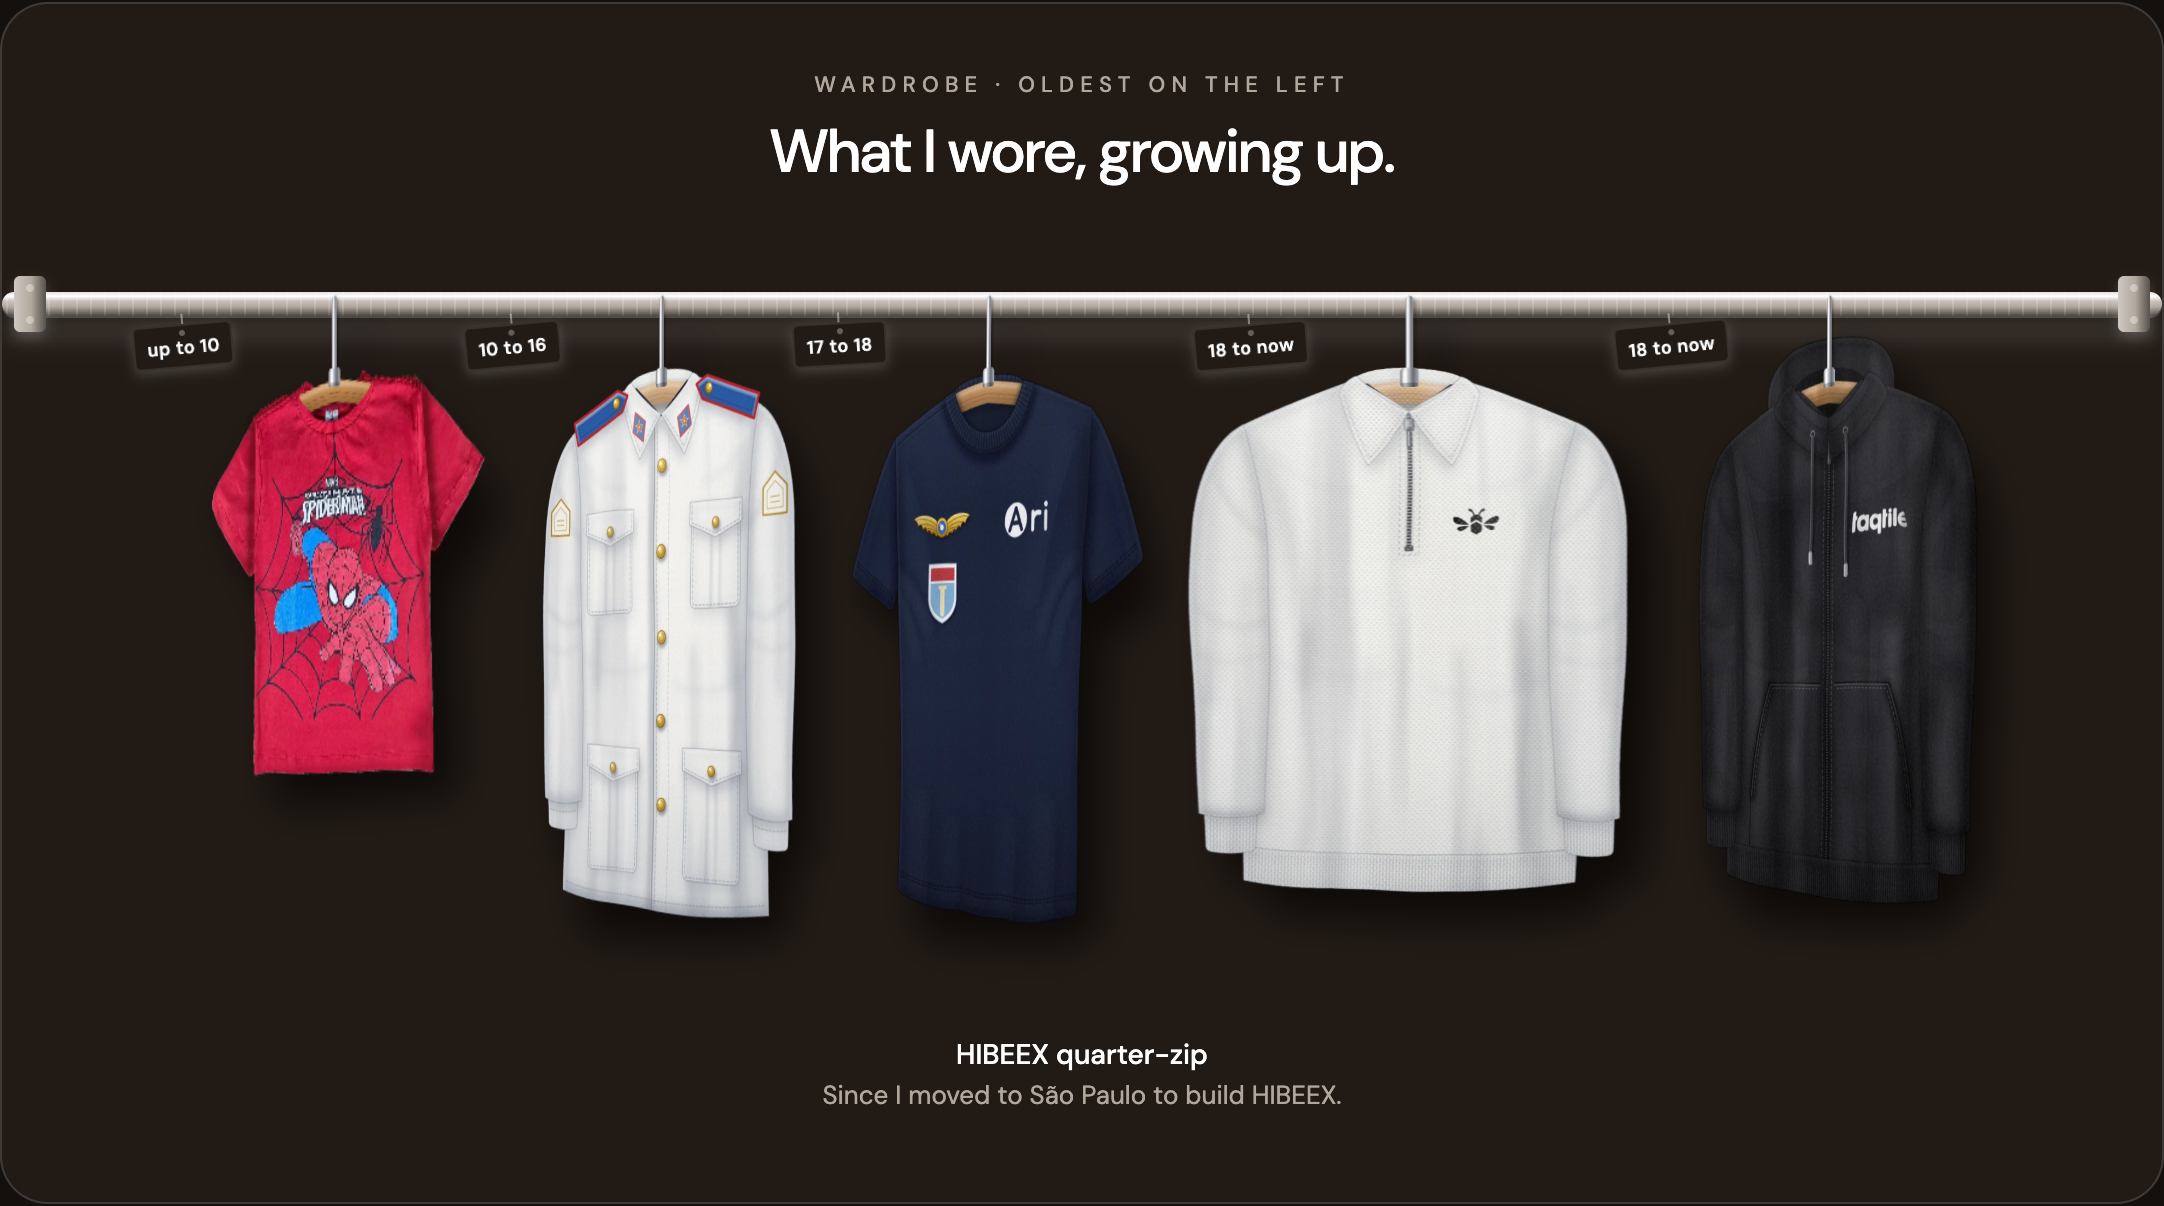 WARDROBE · OLDEST ON THE LEFT
What I wore, growing up.
up to 10
10 to 16
17 to 18
18 to now
18 to now
SPIDERMAN
Ari
taqtile
HIBEEX quarter-zip
Since I moved to São Paulo to build HIBEEX.